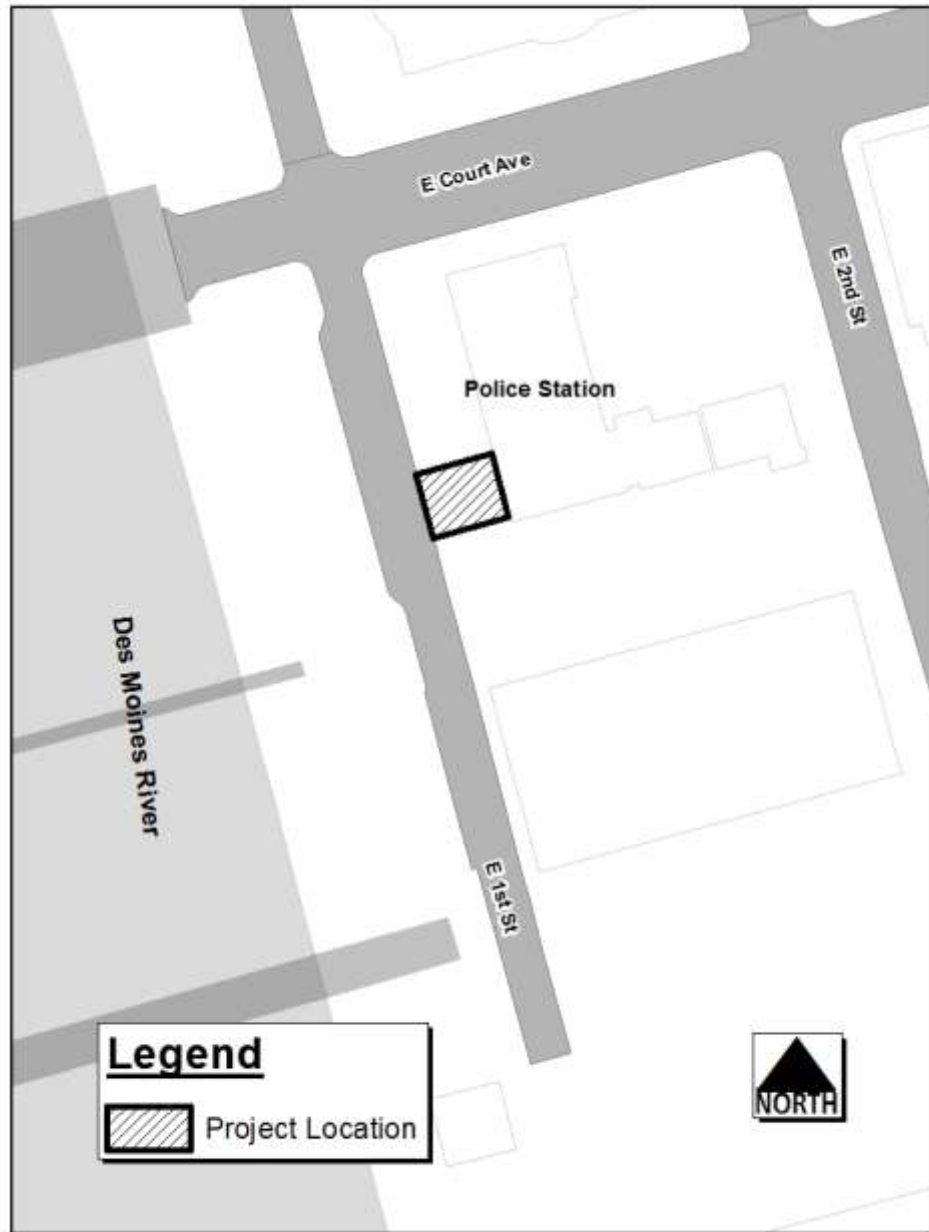 E Court Ave
E 2nd St
Police Station
Des Moines River
E 1st St
Legend
Project Location
NORTH